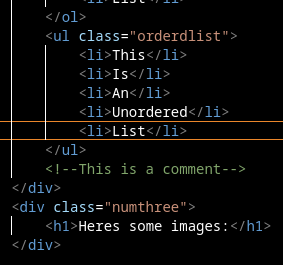 <li>List</li>
</ol>
<ul class="orderdlist">
<li>This</li>
<li>Is</li>
<li>An</li>
<li>Unordered</li>
<li>List</li>
</ul>
<!--This is a comment-->
</div>
<div class="numthree">
<h1>Heres some images:</h1>
</div>